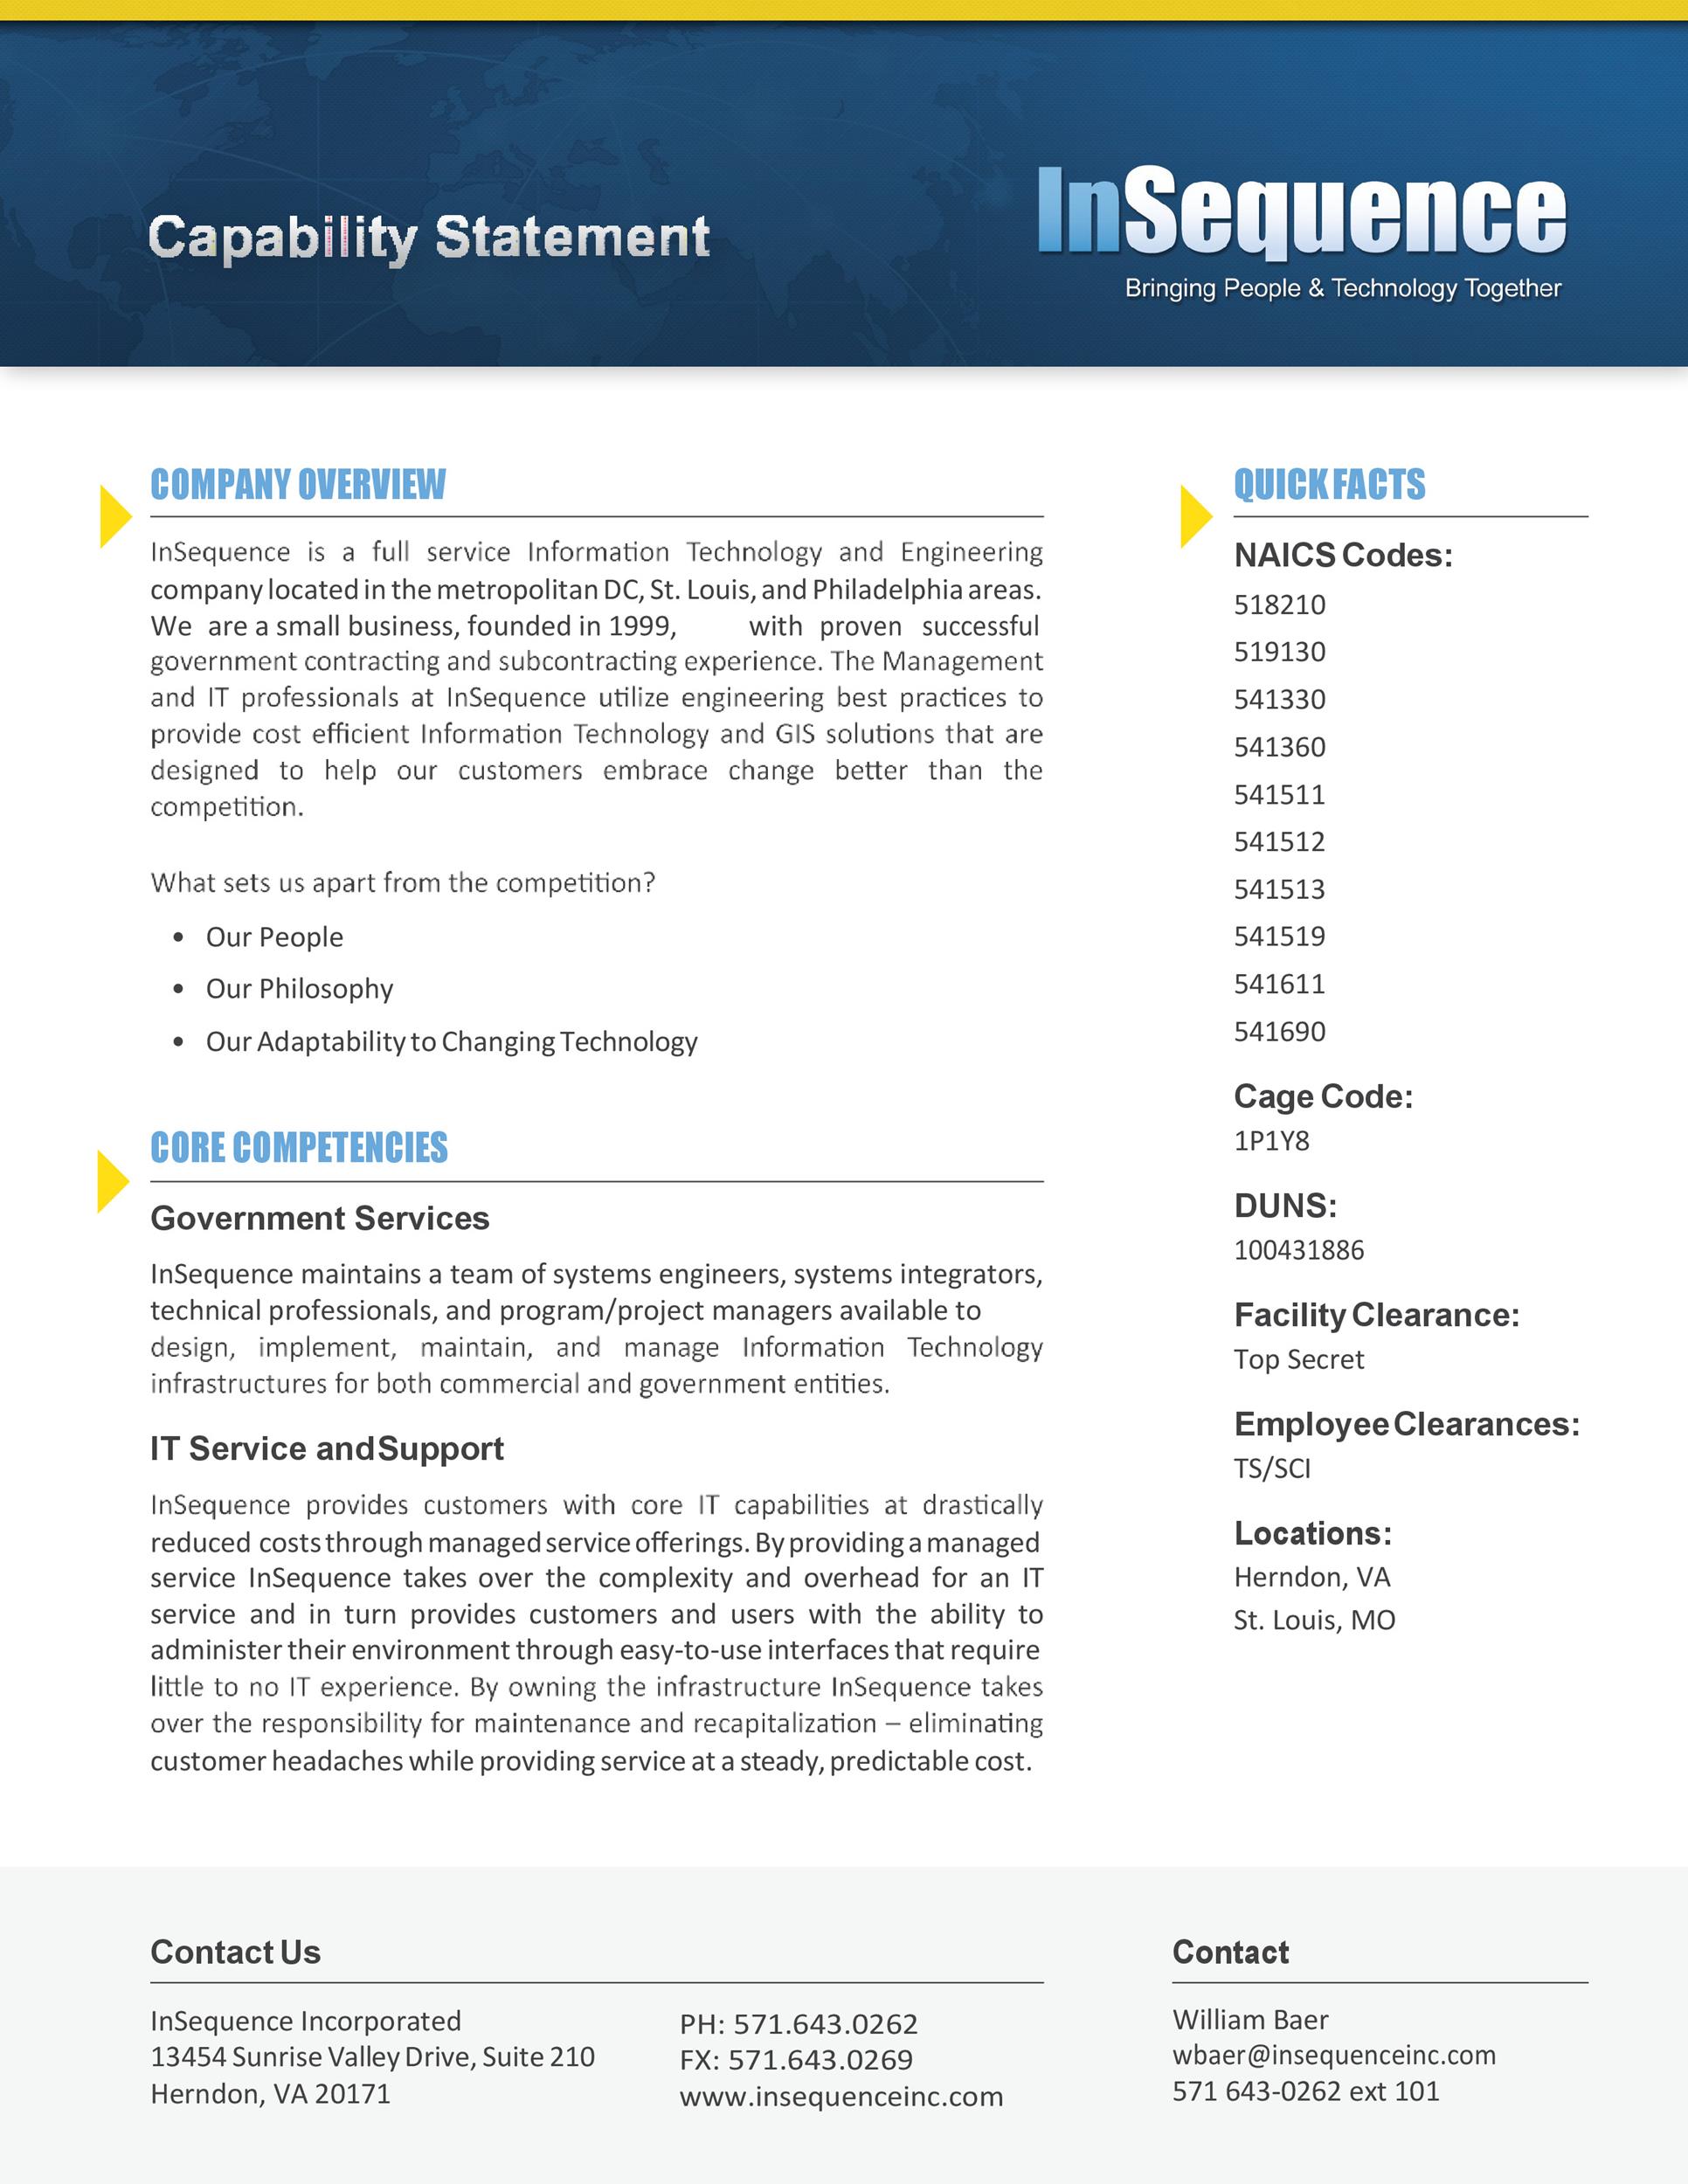 Capability Statement
InSequence
Bringing People & Technology Together
COMPANY OVERVIEW
InSequence is a full service Information Technology and Engineering
company located in the metropolitan DC, St. Louis, and Philadelphia areas.
We are a small business, founded in 1999, with proven successful
government contracting and subcontracting experience. The Management
and IT professionals at InSequence utilize engineering best practices to
provide cost efficient Information Technology and GIS solutions that are
designed to help our customers embrace change better than the
competition.
What sets us apart from the competition?
• Our People
• Our Philosophy
• Our Adaptability to Changing Technology
CORE COMPETENCIES
Government Services
InSequence maintains a team of systems engineers, systems integrators,
technical professionals, and program/project managers available to
design, implement, maintain, and manage Information Technology
infrastructures for both commercial and government entities.
IT Service and Support
InSequence provides customers with core IT capabilities at drastically
reduced costs through managed service offerings. By providing a managed
service InSequence takes over the complexity and overhead for an IT
service and in turn provides customers and users with the ability to
administer their environment through easy-to-use interfaces that require
little to no IT experience. By owning the infrastructure InSequence takes
over the responsibility for maintenance and recapitalization – eliminating
customer headaches while providing service at a steady, predictable cost.
QUICK FACTS
NAICS Codes:
518210
519130
541330
541360
541511
541512
541513
541519
541611
541690
Cage Code:
1P1Y8
DUNS:
100431886
Facility Clearance:
Top Secret
Employee Clearances:
TS/SCI
Locations:
Herndon, VA
St. Louis, MO
Contact Us
InSequence Incorporated
13454 Sunrise Valley Drive, Suite 210
Herndon, VA 20171
PH: 571.643.0262
FX: 571.643.0269
www.insequenceinc.com
Contact
William Baer
wbaer@insequenceinc.com
571 643-0262 ext 101